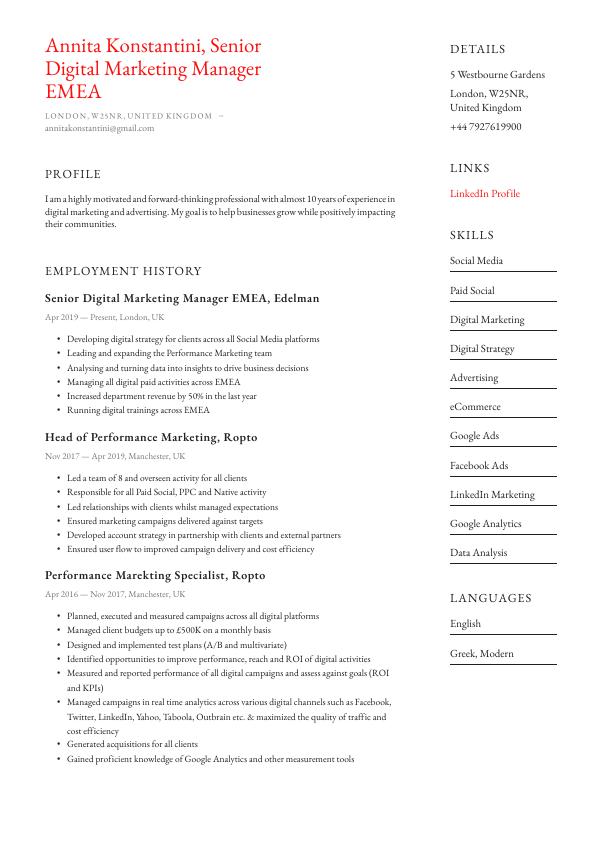 Annita Konstantini, Senior
Digital Marketing Manager
EMEA
LONDON, W25NR, UNITED KINGDOM —
annitakonstantini@gmail.com
PROFILE
I am a highly motivated and forward-thinking professional with almost 10 years of experience in
digital marketing and advertising. My goal is to help businesses grow while positively impacting
their communities.
EMPLOYMENT HISTORY
Senior Digital Marketing Manager EMEA, Edelman
Apr 2019 — Present, London, UK
• Developing digital strategy for clients across all Social Media platforms
• Leading and expanding the Performance Marketing team
• Analysing and turning data into insights to drive business decisions
• Managing all digital paid activities across EMEA
• Increased department revenue by 50% in the last year
• Running digital trainings across EMEA
Head of Performance Marketing, Ropto
Nov 2017 — Apr 2019, Manchester, UK
• Led a team of 8 and overseen activity for all clients
• Responsible for all Paid Social, PPC and Native activity
• Led relationships with clients whilst managed expectations
• Ensured marketing campaigns delivered against targets
• Developed account strategy in partnership with clients and external partners
• Ensured user flow to improved campaign delivery and cost efficiency
Performance Marekting Specialist, Ropto
Apr 2016 — Nov 2017, Manchester, UK
• Planned, executed and measured campaigns across all digital platforms
• Managed client budgets up to £500K on a monthly basis
• Designed and implemented test plans (A/B and multivariate)
• Identified opportunities to improve performance, reach and ROI of digital activities
• Measured and reported performance of all digital campaigns and assess against goals (ROI
and KPIs)
• Managed campaigns in real time analytics across various digital channels such as Facebook,
Twitter, LinkedIn, Yahoo, Taboola, Outbrain etc. & maximized the quality of traffic and
cost efficiency
• Generated acquisitions for all clients
• Gained proficient knowledge of Google Analytics and other measurement tools
DETAILS
5 Westbourne Gardens
London, W25NR,
United Kingdom
+44 7927619900
LINKS
LinkedIn Profile
SKILLS
Social Media
Paid Social
Digital Marketing
Digital Strategy
Advertising
eCommerce
Google Ads
Facebook Ads
LinkedIn Marketing
Google Analytics
Data Analysis
LANGUAGES
English
Greek, Modern